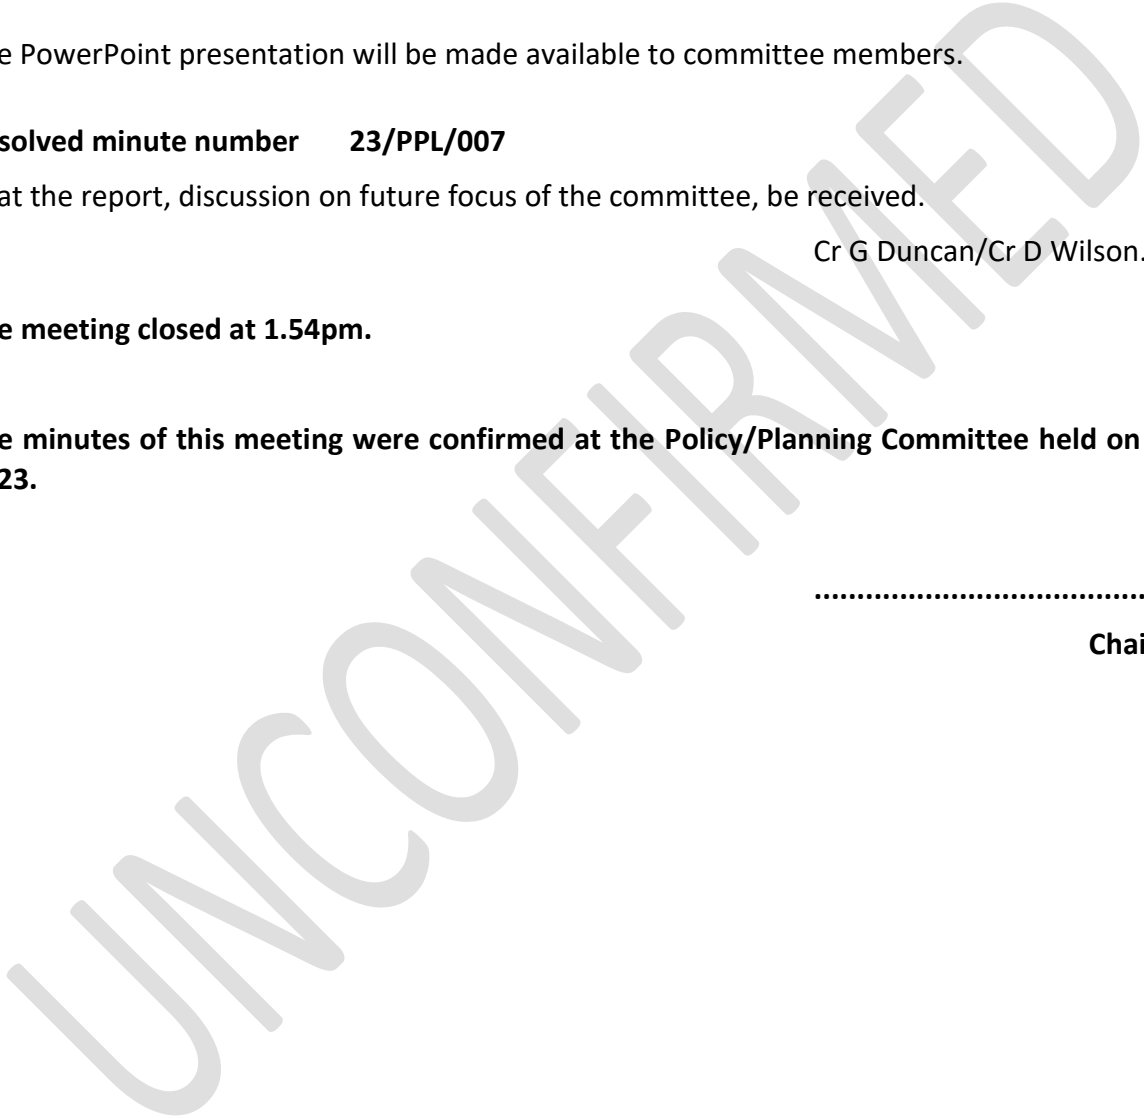 e PowerPoint presentation will be made available to committee members.
solved minute number 23/PPL/007
at the report, discussion on future focus of the committee, be received.
Cr G Duncan/Cr D Wilson.
e meeting closed at 1.54pm.
e minutes of this meeting were confirmed at the Policy/Planning Committee held on
23.
.......................................
Chai
UNCONFIRMED